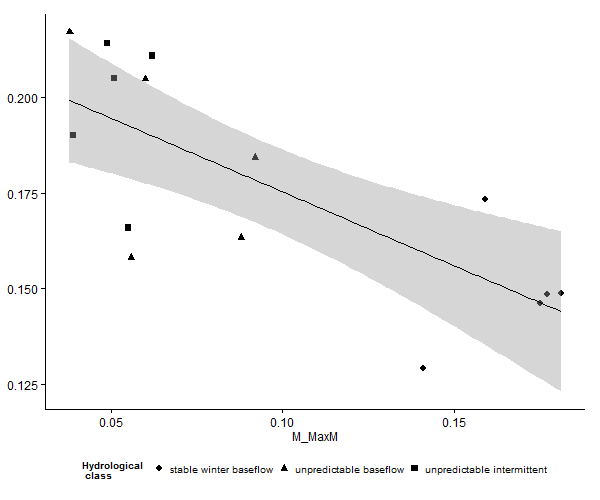 0.200
0.175
0.150
0.125
0.05 0.10 0.15
M_MaxM
Hydrological
class
stable winter baseflow unpredictable baseflow unpredictable intermittent